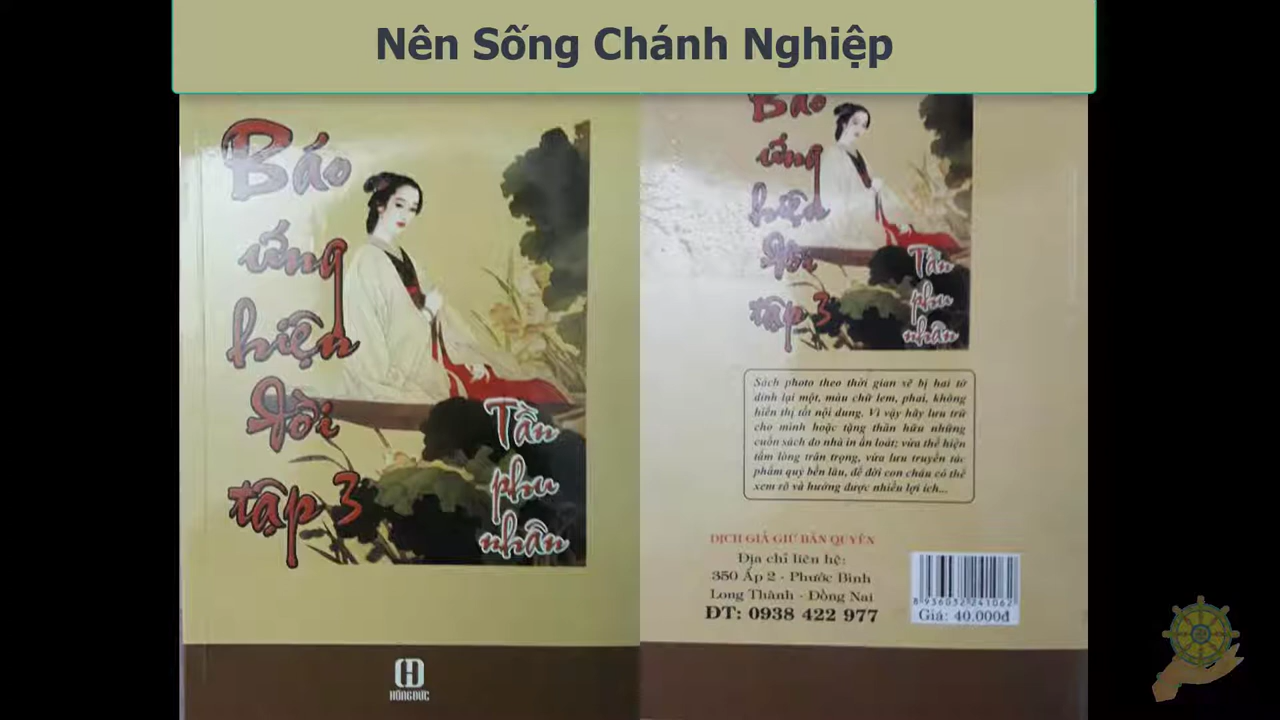 Nên Sống Chánh Nghiệp
Báo
ứng
hiện
đời
tập 3
Tần
phu
nhân
HỒNG ĐỨC
Báo
ứng
hiện
đời
tập 3
Tần
phu
nhân
Sách photo theo thời gian sẽ bị hai tờ
dính lại một, màu chữ lem, phai, không
hiển thị tốt nội dung. Vì vậy hãy lưu trữ
cho mình hoặc tặng thân hữu những
cuốn sách do nhà in ấn loát; vừa thể hiện
tấm lòng trân trọng, vừa lưu truyền tác
phẩm quý bền lâu, để đời con cháu có thể
xem rõ và hưởng được nhiều lợi ích...
DỊCH GIẢ GIỮ BẢN QUYỀN
Địa chỉ liên hệ:
350 Ấp 2 - Phước Bình
Long Thành - Đồng Nai
ĐT: 0938 422 977
8 936032 241062
Giá: 40.000đ